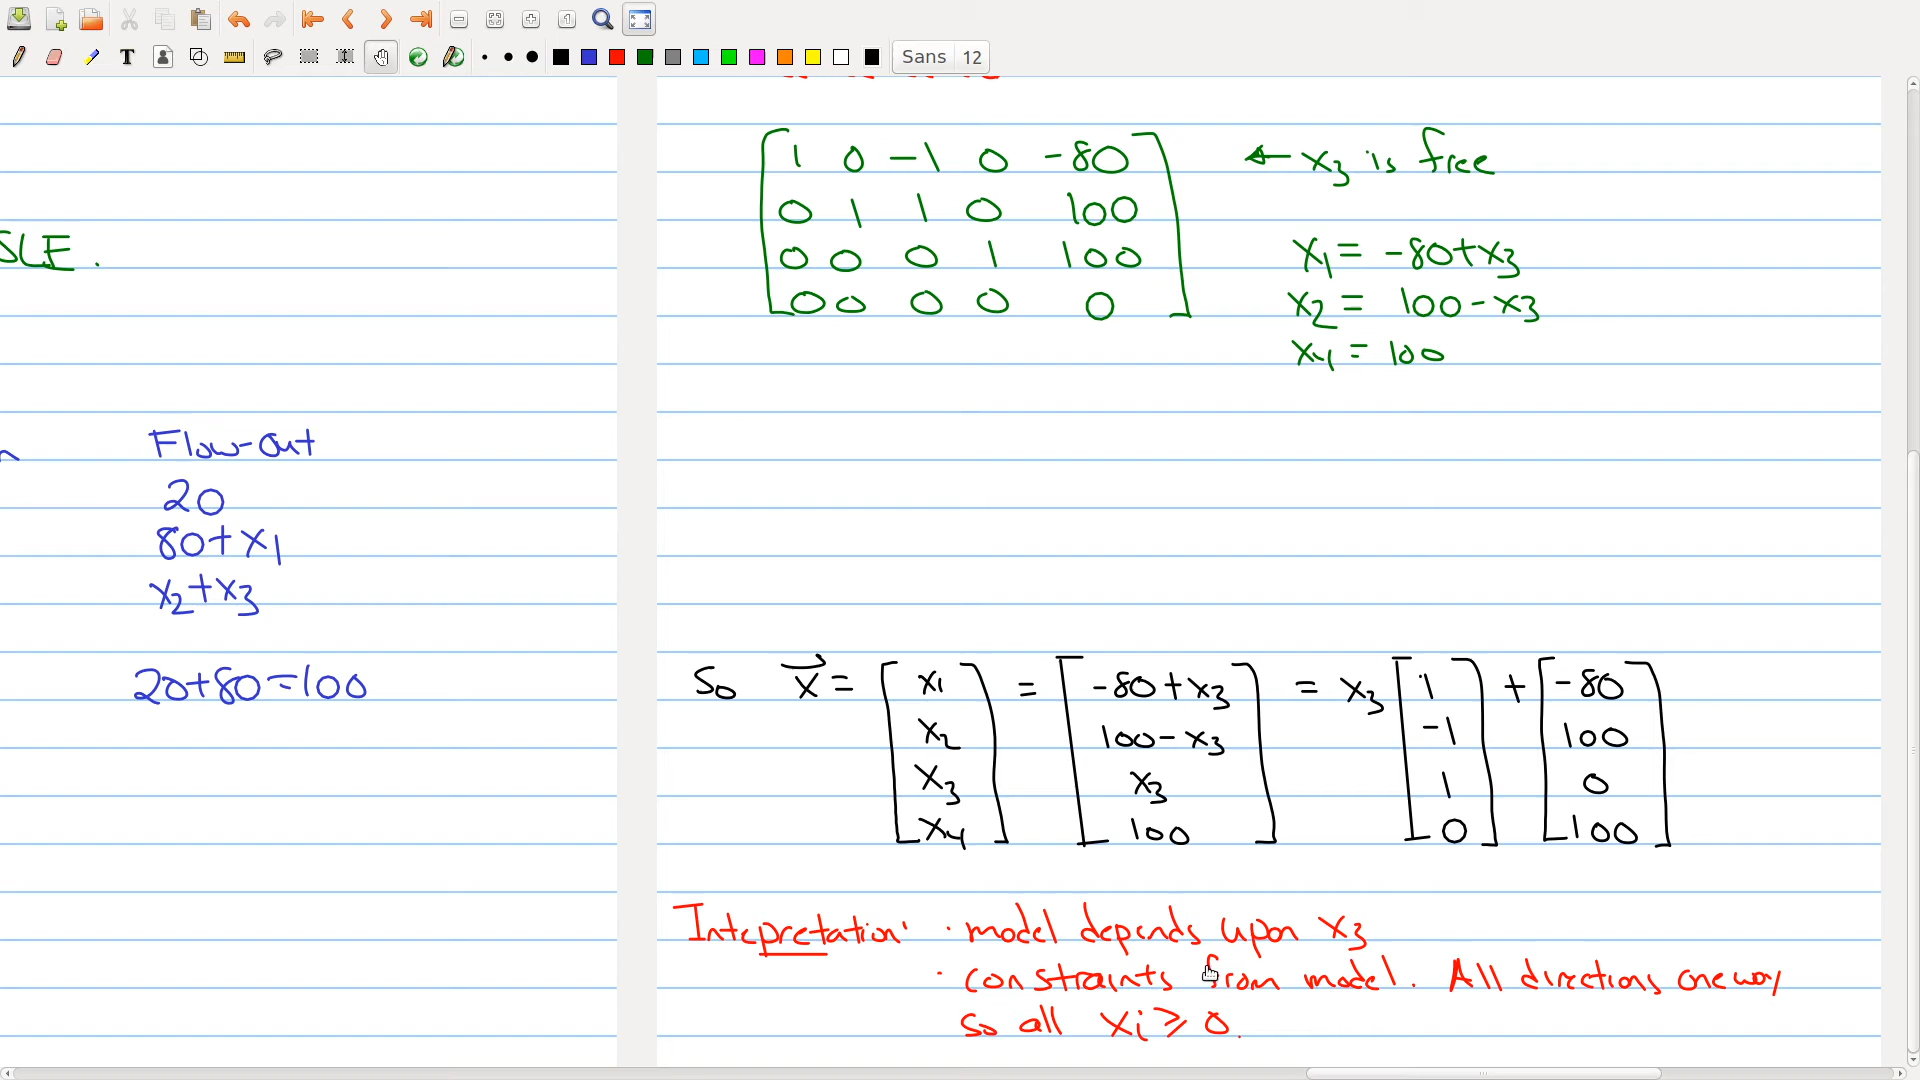 Sans 12
SLE.
Flow-out
20
80+x₁
x₂+x₃
20+80=100
1 0 -1 0 -80
0 1 1 0 100
0 0 0 1 100
0 0 0 0 0
← x₃ is free
x₁ = -80+x₃
x₂ = 100-x₃
x₄ = 100
So x⃗ = [x₁ x₂ x₃ x₄] = [-80+x₃ 100-x₃ x₃ 100] = x₃ [1 -1 1 0] + [-80 100 0 100]
Intepretation: · model depends upon x₃
· constraints from model. All directions one way
so all xi ≥ 0.